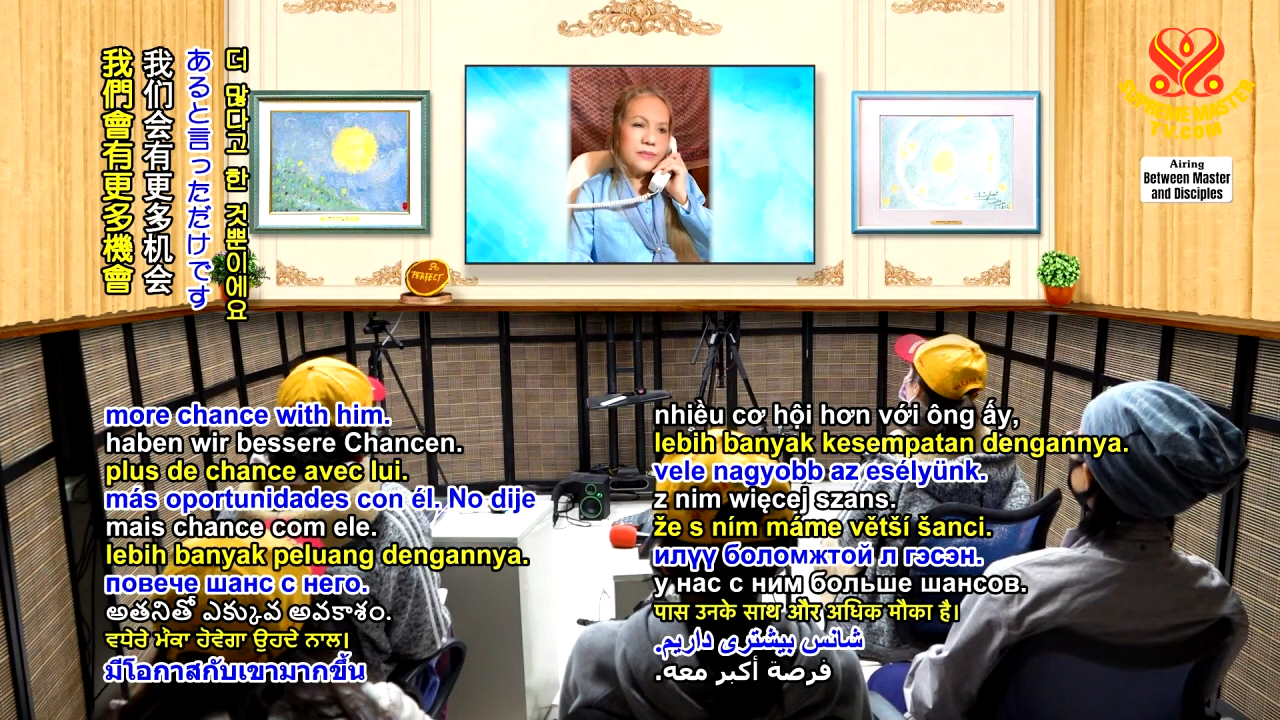 我們會有更多機會
我们会有更多机会
あると言っただけです
더 많다고 한 것뿐이에요
SUPREME MASTER
TV.COM
Airing
Between Master
and Disciples
PERFECT
more chance with him.
haben wir bessere Chancen.
plus de chance avec lui.
más oportunidades con él. No dije
mais chance com ele.
lebih banyak peluang dengannya.
повече шанс с него.
అతనితో ఎక్కువ అవకాశం.
ਵਧੇਰੇ ਮੌਕਾ ਹੋਵੇਗਾ ਉਹਦੇ ਨਾਲ।
มีโอกาสกับเขามากขึ้น
nhiều cơ hội hơn với ông ấy,
lebih banyak kesempatan dengannya.
vele nagyobb az esélyünk.
z nim więcej szans.
že s ním máme větší šanci.
илүү боломжтой л гэсэн.
у нас с ним больше шансов.
पास उनके साथ और अधिक मौका है।
شانس بیشتری داریم.
فرصة أكبر معه.